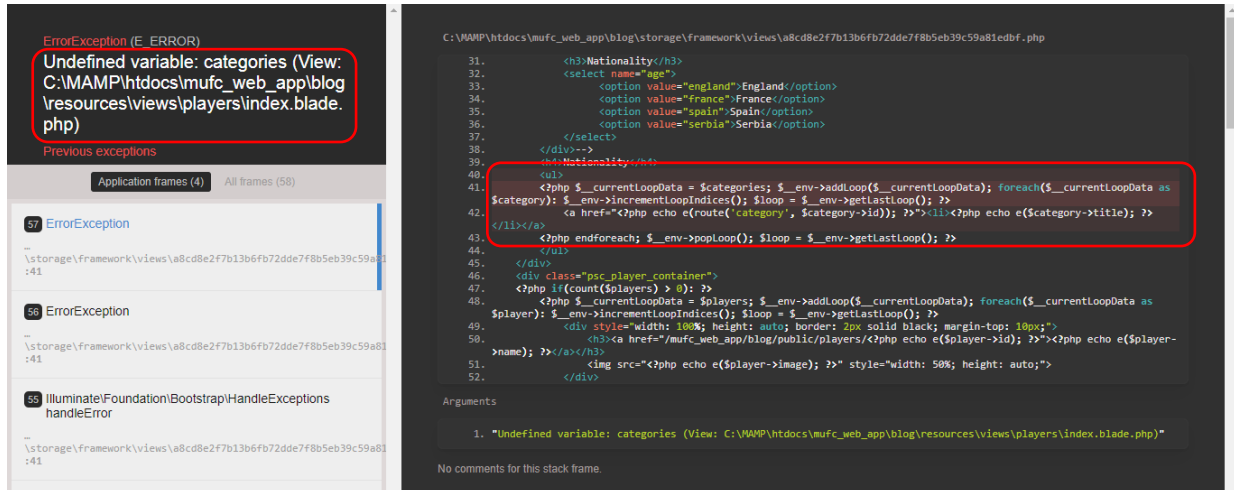 ErrorException (E_ERROR)
Undefined variable: categories (View:
C:\MAMP\htdocs\mufc_web_app\blog
\resources\views\players\index.blade.
php)
Previous exceptions
Application frames (4) All frames (58)
57 ErrorException
…
\storage\framework\views\a8cd8e2f7b13b6fb72dde7f8b5eb39c59a81
:41
56 ErrorException
…
\storage\framework\views\a8cd8e2f7b13b6fb72dde7f8b5eb39c59a81
:41
55 Illuminate\Foundation\Bootstrap\HandleExceptions
handleError
…
\storage\framework\views\a8cd8e2f7b13b6fb72dde7f8b5eb39c59a81
:41
C:\MAMP\htdocs\mufc_web_app\blog\storage\framework\views\a8cd8e2f7b13b6fb72dde7f8b5eb39c59a81edbf.php
31. <h3>Nationality</h3>
32. <select name="age">
33. <option value="england">England</option>
34. <option value="france">France</option>
35. <option value="spain">Spain</option>
36. <option value="serbia">Serbia</option>
37. </select>
38. </div>-->
39. <h4>Nationality</h4>
40. <ul>
41. <?php $__currentLoopData = $categories; $__env->addLoop($__currentLoopData); foreach($__currentLoopData as
$category): $__env->incrementLoopIndices(); $loop = $__env->getLastLoop(); ?>
42. <a href="<?php echo e(route('category', $category->id)); ?>"><li><?php echo e($category->title); ?>
</li></a>
43. <?php endforeach; $__env->popLoop(); $loop = $__env->getLastLoop(); ?>
44. </ul>
45. </div>
46. <div class="psc_player_container">
47. <?php if(count($players) > 0): ?>
48. <?php $__currentLoopData = $players; $__env->addLoop($__currentLoopData); foreach($__currentLoopData as
$player): $__env->incrementLoopIndices(); $loop = $__env->getLastLoop(); ?>
49. <div style="width: 100%; height: auto; border: 2px solid black; margin-top: 10px;">
50. <h3><a href="/mufc_web_app/blog/public/players/<?php echo e($player->id); ?>"><?php echo e($player-
>name); ?></a></h3>
51. <img src="<?php echo e($player->image); ?>" style="width: 50%; height: auto;">
52. </div>
Arguments
1. "Undefined variable: categories (View: C:\MAMP\htdocs\mufc_web_app\blog\resources\views\players\index.blade.php)"
No comments for this stack frame.